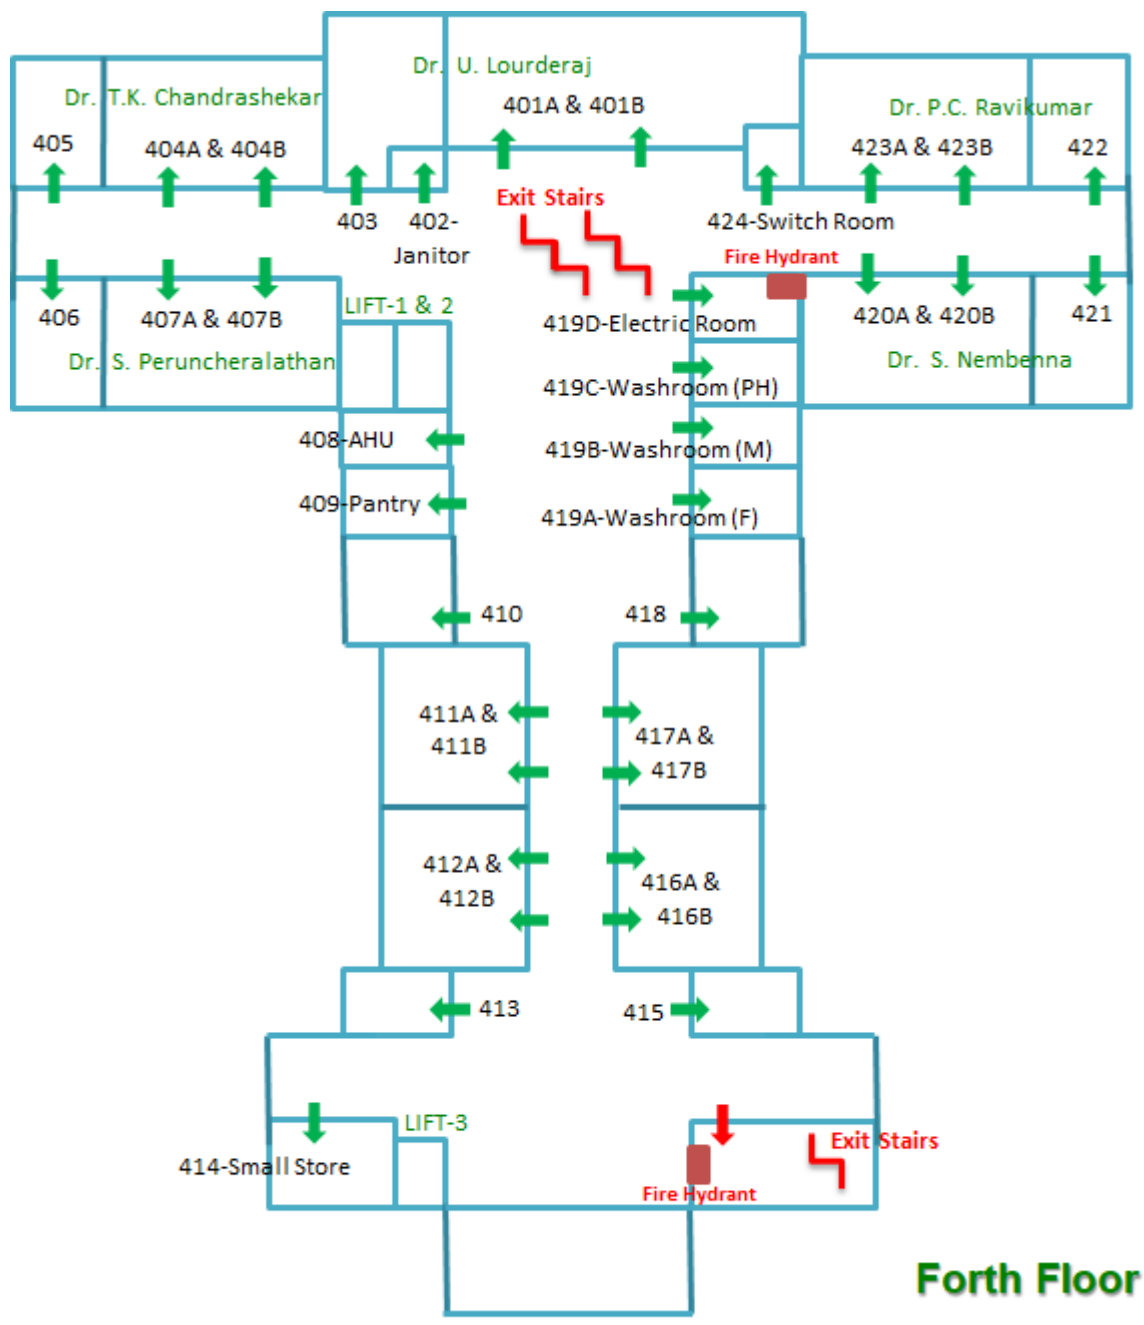 Dr. U. Lourderaj
401A & 401B
Dr. T.K. Chandrashekar
405
404A & 404B
Dr. P.C. Ravikumar
423A & 423B
422
403
402-
Janitor
Exit Stairs
424-Switch Room
Fire Hydrant
406
407A & 407B
Dr. S. Peruncheralathan
LIFT-1 & 2
419D-Electric Room
420A & 420B
421
Dr. S. Nembenna
419C-Washroom (PH)
408-AHU
419B-Washroom (M)
409-Pantry
419A-Washroom (F)
410
418
411A &
411B
417A &
417B
412A &
412B
416A &
416B
413
415
LIFT-3
414-Small Store
Exit Stairs
Fire Hydrant
Forth Floor